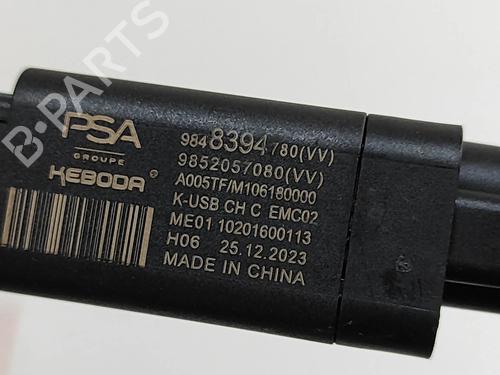 B-PARTS
PSA
GROUPE
KEBODA®
9848394780(VV)
9852057080(VV)
A005TF/M106180000
K-USB CH C EMC02
ME01 10201600113
H06 25.12.2023
MADE IN CHINA